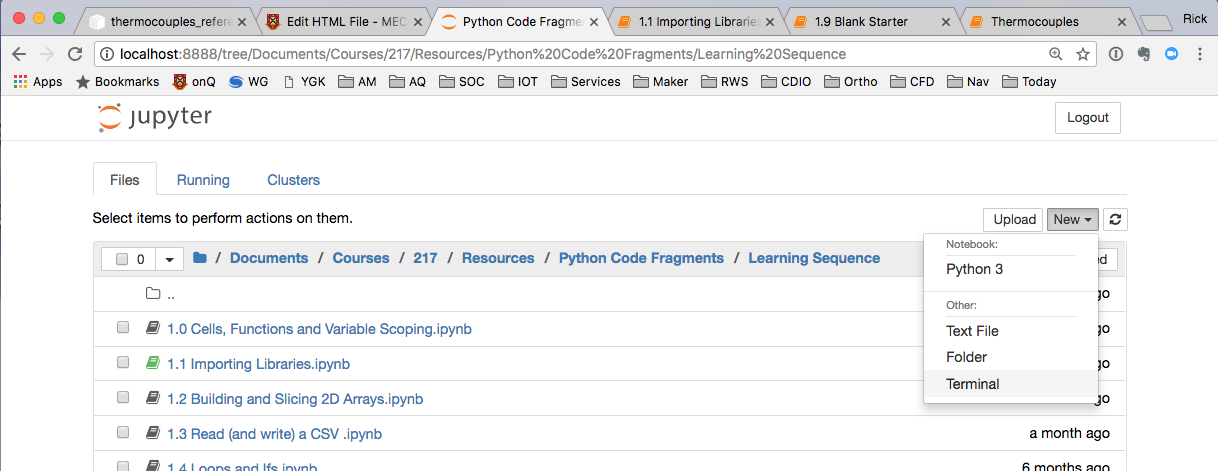 thermocouples_refere
Edit HTML File - MEC
Python Code Fragme
1.1 Importing Libraries
1.9 Blank Starter
Thermocouples
Rick
localhost:8888/tree/Documents/Courses/217/Resources/Python%20Code%20Fragments/Learning%20Sequence
Apps Bookmarks onQ WG YGK AM AQ SOC IOT Services Maker RWS CDIO Ortho CFD Nav Today
jupyter
Logout
Files Running Clusters
Select items to perform actions on them.
Upload New
0 / Documents / Courses / 217 / Resources / Python Code Fragments / Learning Sequence
Notebook:
Python 3
Other:
Text File
Folder
Terminal
ed
..
go
1.0 Cells, Functions and Variable Scoping.ipynb
go
1.1 Importing Libraries.ipynb
go
1.2 Building and Slicing 2D Arrays.ipynb
go
1.3 Read (and write) a CSV .ipynb
a month ago
1.4 Loops and Ifs.ipynb
6 months ago